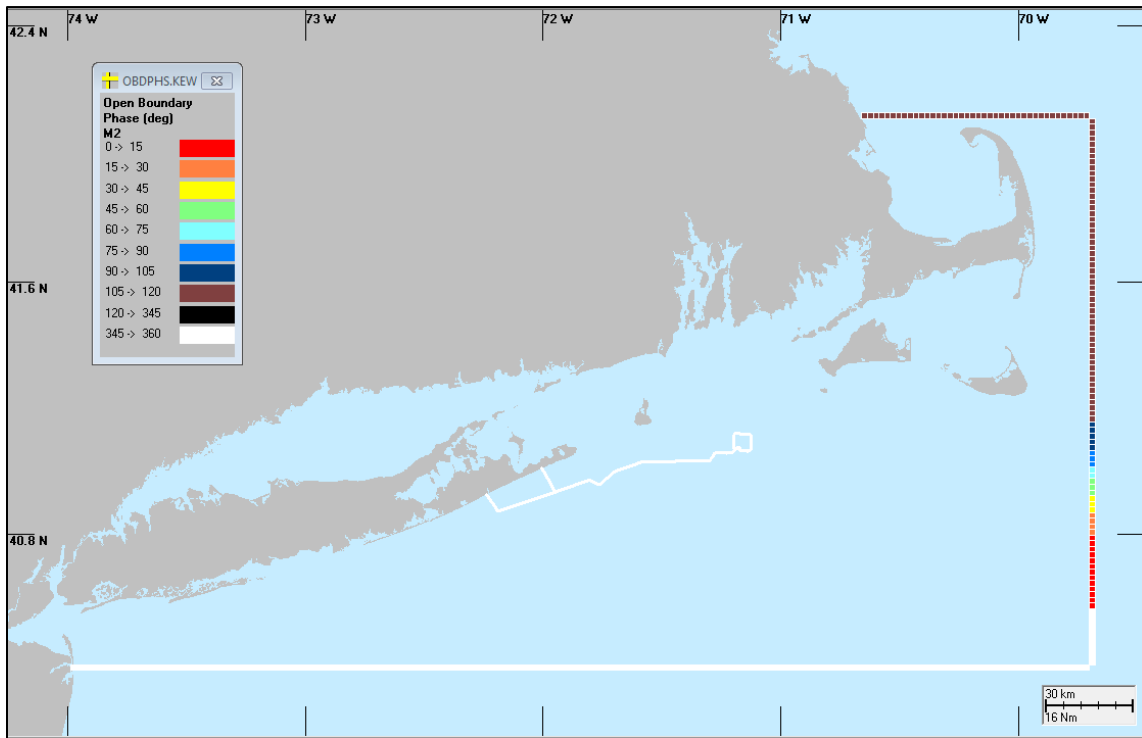 74 W
73 W
72 W
71 W
70 W
42.4 N
OBDPHS.KEW
Open Boundary
Phase (deg)
M2
0 -> 15
15 -> 30
30 -> 45
45 -> 60
60 -> 75
75 -> 90
90 -> 105
105 -> 120
120 -> 345
345 -> 360
41.6 N
40.8 N
30 km
16 Nm